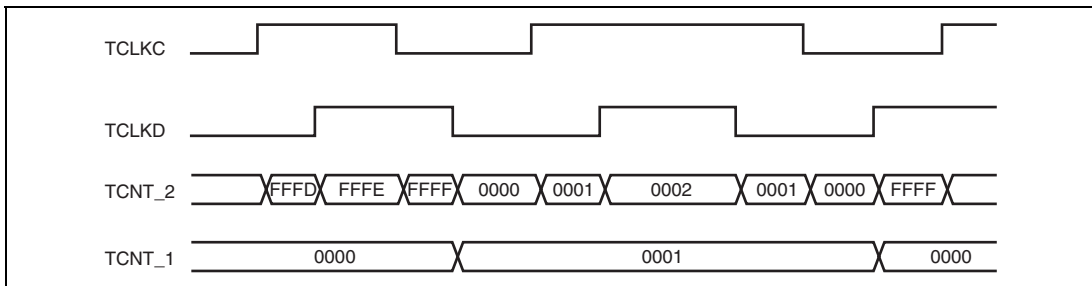 TCLKC
TCLKD
TCNT_2 FFFD FFFE FFFF 0000 0001 0002 0001 0000 FFFF
TCNT_1 0000 0001 0000